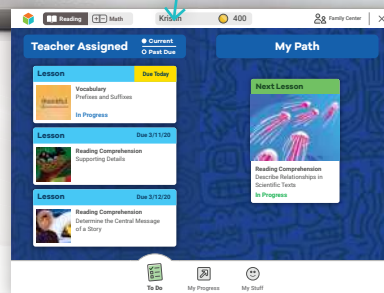 Reading
Math
Kristin
400
Family Center
Teacher Assigned
Current
Past Due
My Path
Lesson
Due Today
Vocabulary
Prefixes and Suffixes
In Progress
Lesson
Due 3/11/20
Reading Comprehension
Supporting Details
Lesson
Due 3/12/20
Reading Comprehension
Determine the Central Message
of a Story
Next Lesson
Reading Comprehension
Describe Relationships in
Scientific Texts
In Progress
To Do
My Progress
My Stuff